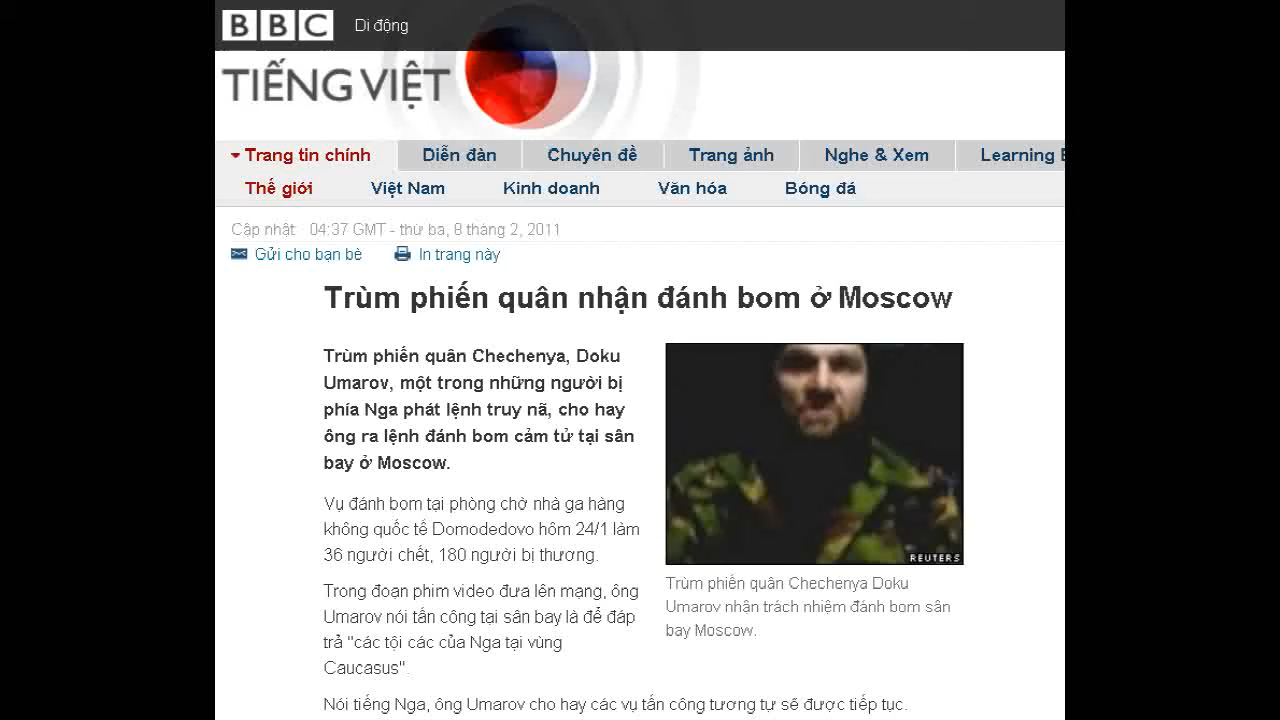 BBC Di động
TIẾNG VIỆT
Trang tin chính Diễn đàn Chuyên đề Trang ảnh Nghe & Xem Learning E
Thế giới Việt Nam Kinh doanh Văn hóa Bóng đá
Cập nhật: 04:37 GMT - thứ ba, 8 tháng 2, 2011
Gửi cho bạn bè In trang này
Trùm phiến quân nhận đánh bom ở Moscow
Trùm phiến quân Chechenya, Doku
Umarov, một trong những người bị
phía Nga phát lệnh truy nã, cho hay
ông ra lệnh đánh bom cảm tử tại sân
bay ở Moscow.
Vụ đánh bom tại phòng chờ nhà ga hàng
không quốc tế Domodedovo hôm 24/1 làm
36 người chết, 180 người bị thương.
Trong đoạn phim video đưa lên mạng, ông
Umarov nói tấn công tại sân bay là để đáp
trả "các tội các của Nga tại vùng
Caucasus".
REUTERS
Trùm phiến quân Chechenya Doku
Umarov nhận trách nhiệm đánh bom sân
bay Moscow.
Nói tiếng Nga, ông Umarov cho hay các vụ tấn công tương tự sẽ được tiếp tục.